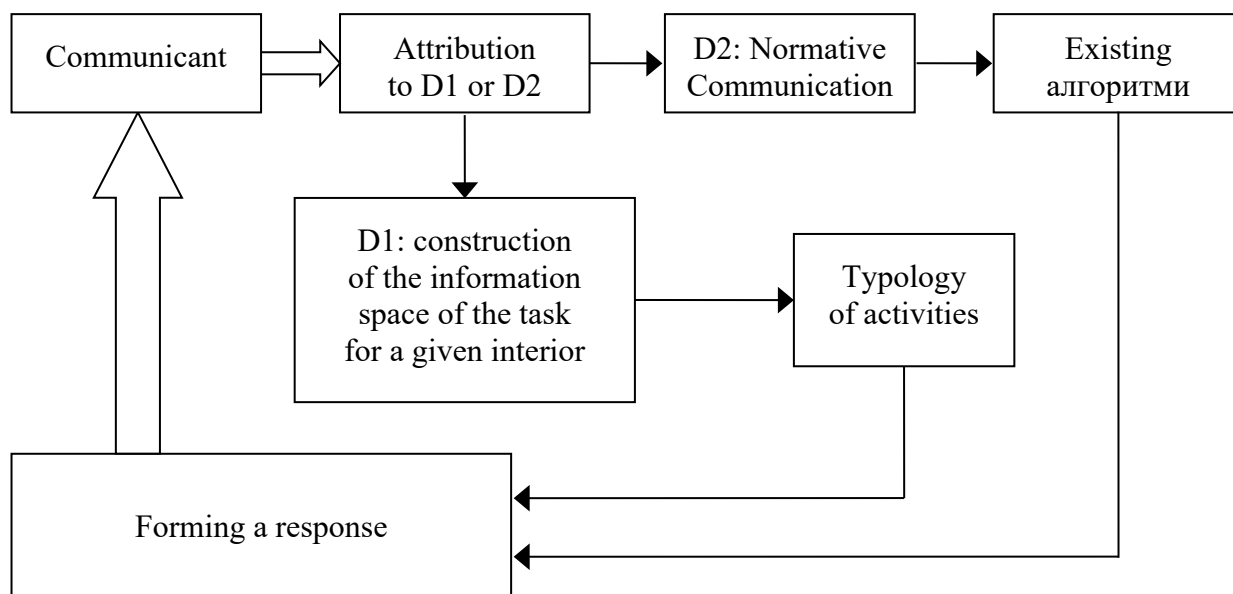 Communicant
Attribution
to D1 or D2
D2: Normative
Communication
Existing
алгоритми
D1: construction
of the information
space of the task
for a given interior
Typology
of activities
Forming a response